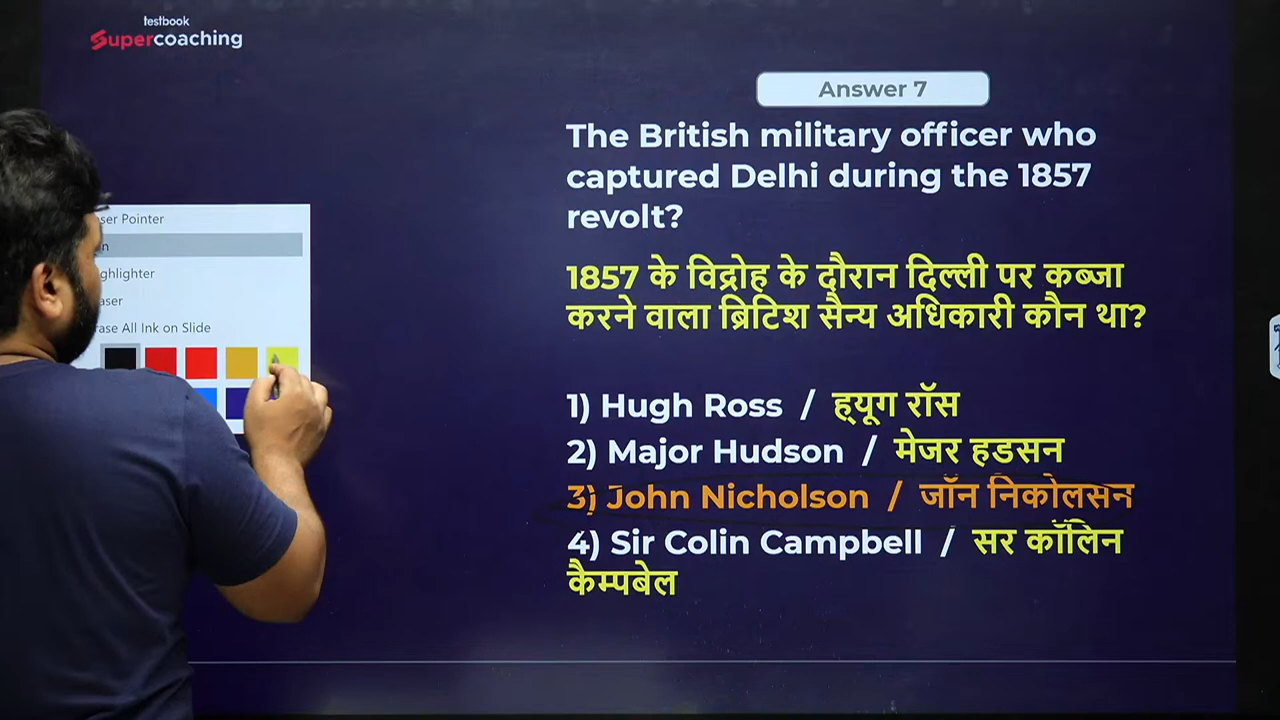 testbook
Supercoaching
Answer 7
The British military officer who
captured Delhi during the 1857
revolt?
1857 के विद्रोह के दौरान दिल्ली पर कब्जा
करने वाला ब्रिटिश सैन्य अधिकारी कौन था?
ser Pointer
n
ghlighter
aser
rase All Ink on Slide
1) Hugh Ross / ह्यूग रॉस
2) Major Hudson / मेजर हडसन
3) John Nicholson / जॉन निकोलसन
4) Sir Colin Campbell / सर कॉलिन
कैम्पबेल